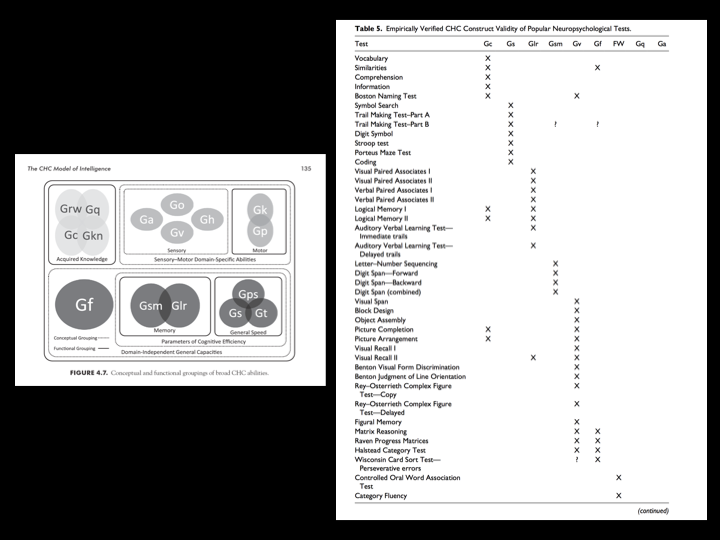 The CHC Model of Intelligence 135
Grw Gq
Gc Gkn
Acquired Knowledge
Go
Ga Gh
Gv
Sensory
Gk
Gp
Motor
Sensory–Motor Domain-Specific Abilities
Gf
Gsm Glr
Memory
Gps
Gs Gt
General Speed
Parameters of Cognitive Efficiency
Conceptual Grouping
Functional Grouping
Domain-Independent General Capacities
FIGURE 4.7. Conceptual and functional groupings of broad CHC abilities.
Table 5. Empirically Verified CHC Construct Validity of Popular Neuropsychological Tests.
Test Gc Gs Glr Gsm Gv Gf FW Gq Ga
Vocabulary X
Similarities X X
Comprehension X
Information X
Boston Naming Test X X
Symbol Search X
Trail Making Test–Part A X
Trail Making Test–Part B X ? ?
Digit Symbol X
Stroop test X
Porteus Maze Test X
Coding X
Visual Paired Associates I X
Visual Paired Associates II X
Verbal Paired Associates I X
Verbal Paired Associates II X
Logical Memory I X X
Logical Memory II X X
Auditory Verbal Learning Test— X
Immediate trails
Auditory Verbal Learning Test— X
Delayed trails
Letter–Number Sequencing X
Digit Span—Forward X
Digit Span—Backward X
Digit Span (combined) X
Visual Span X
Block Design X
Object Assembly X
Picture Completion X X
Picture Arrangement X X
Visual Recall I X
Visual Recall II X X
Benton Visual Form Discrimination X
Benton Judgment of Line Orientation X
Rey–Osterrieth Complex Figure X
Test—Copy
Rey–Osterrieth Complex Figure X
Test—Delayed
Figural Memory X
Matrix Reasoning X X
Raven Progress Matrices X X
Halstead Category Test X X
Wisconsin Card Sort Test— ? X
Perseverative errors
Controlled Oral Word Association X
Test
Category Fluency X
(continued)